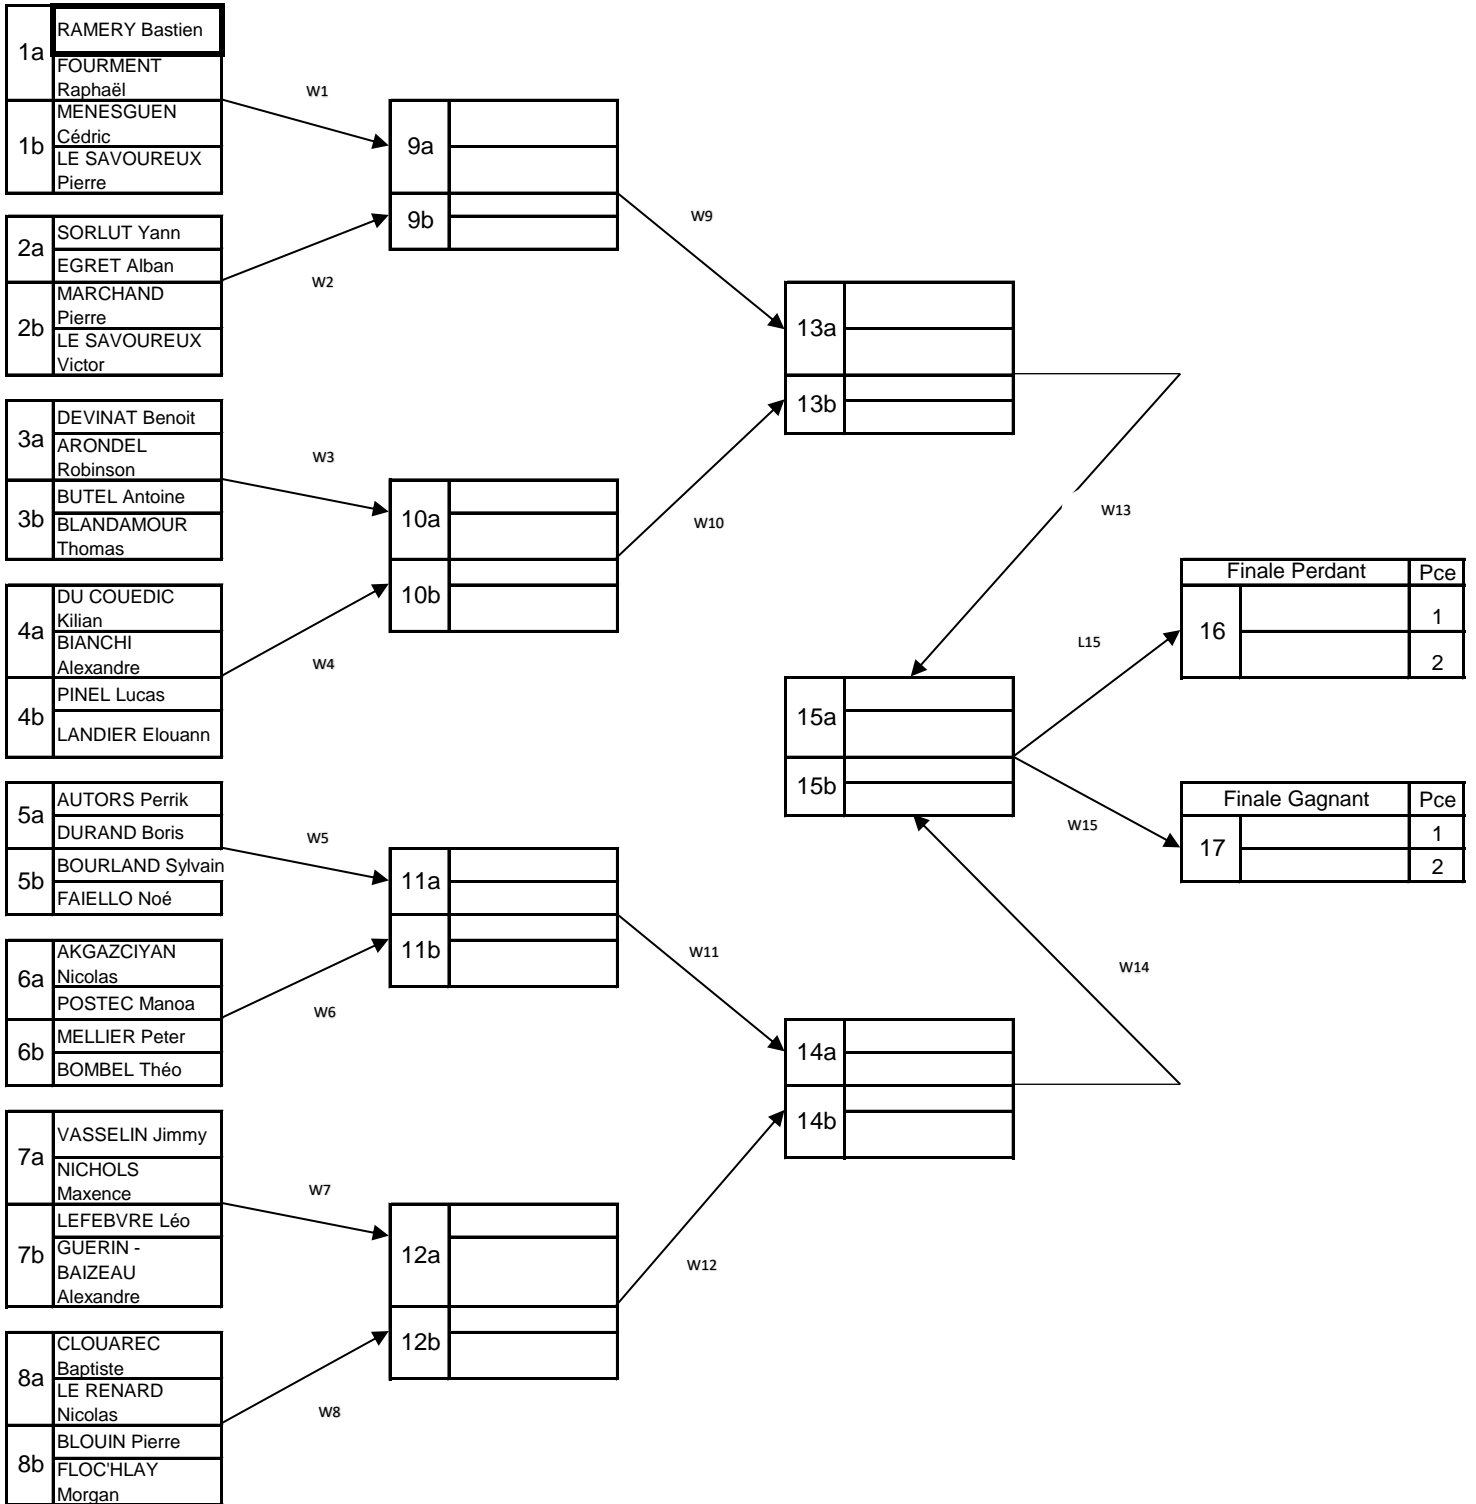 1a
RAMERY Bastien
FOURMENT
Raphaël
1b
MENESGUEN
Cédric
LE SAVOUREUX
Pierre
W1
9a
9b
2a
SORLUT Yann
EGRET Alban
2b
MARCHAND
Pierre
LE SAVOUREUX
Victor
W2
W9
13a
13b
3a
DEVINAT Benoit
ARONDEL
Robinson
3b
BUTEL Antoine
BLANDAMOUR
Thomas
W3
10a
10b
W10
W13
4a
DU COUEDIC
Kilian
BIANCHI
Alexandre
4b
PINEL Lucas
LANDIER Elouann
W4
Finale Perdant Pce
16
1
2
L15
15a
15b
W15
Finale Gagnant Pce
17
1
2
5a
AUTORS Perrik
DURAND Boris
5b
BOURLAND Sylvain
FAIELLO Noé
W5
11a
11b
W11
W14
6a
AKGAZCIYAN
Nicolas
POSTEC Manoa
6b
MELLIER Peter
BOMBEL Théo
W6
14a
14b
7a
VASSELIN Jimmy
NICHOLS
Maxence
7b
LEFEBVRE Léo
GUERIN -
BAIZEAU
Alexandre
W7
12a
12b
W12
8a
CLOUAREC
Baptiste
LE RENARD
Nicolas
8b
BLOUIN Pierre
FLOC'HLAY
Morgan
W8